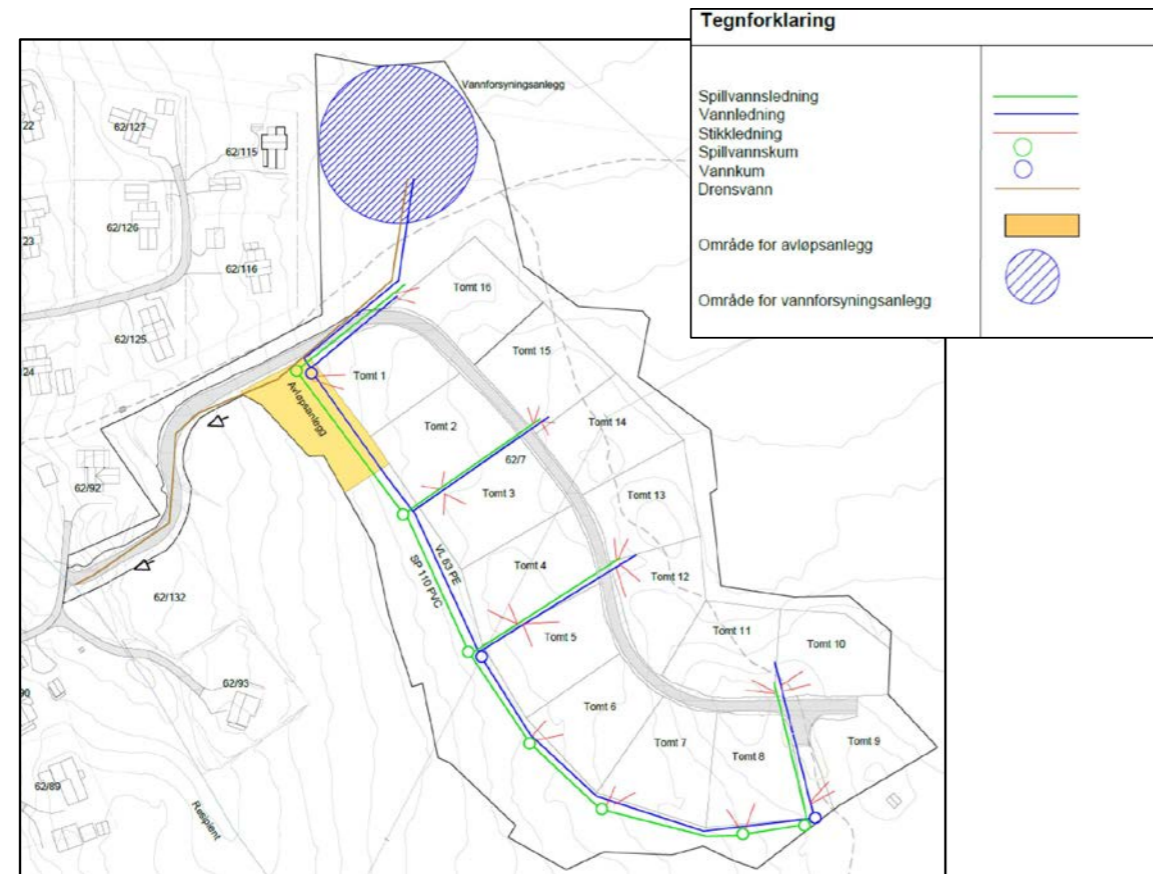 Tegnforklaring
Spillvannsledning
Vannledning
Stikkledning
Spillvannskum
Vannkum
Drensvann
Område for avløpsanlegg
Område for vannforsyningsanlegg
Vannforsyningsanlegg
22
62/127
62/115
62/126
23
62/116
62/125
24
Tomt 16
Tomt 15
Tomt 1
Avløpsanlegg
Tomt 2
Tomt 14
62/7
62/92
Tomt 3
Tomt 13
VL 63 PE
SP 110 PVC
Tomt 4
Tomt 12
62/132
Tomt 5
Tomt 11
Tomt 10
62/93
90
Tomt 6
Tomt 7
Tomt 8
Tomt 9
62/89
Resipient